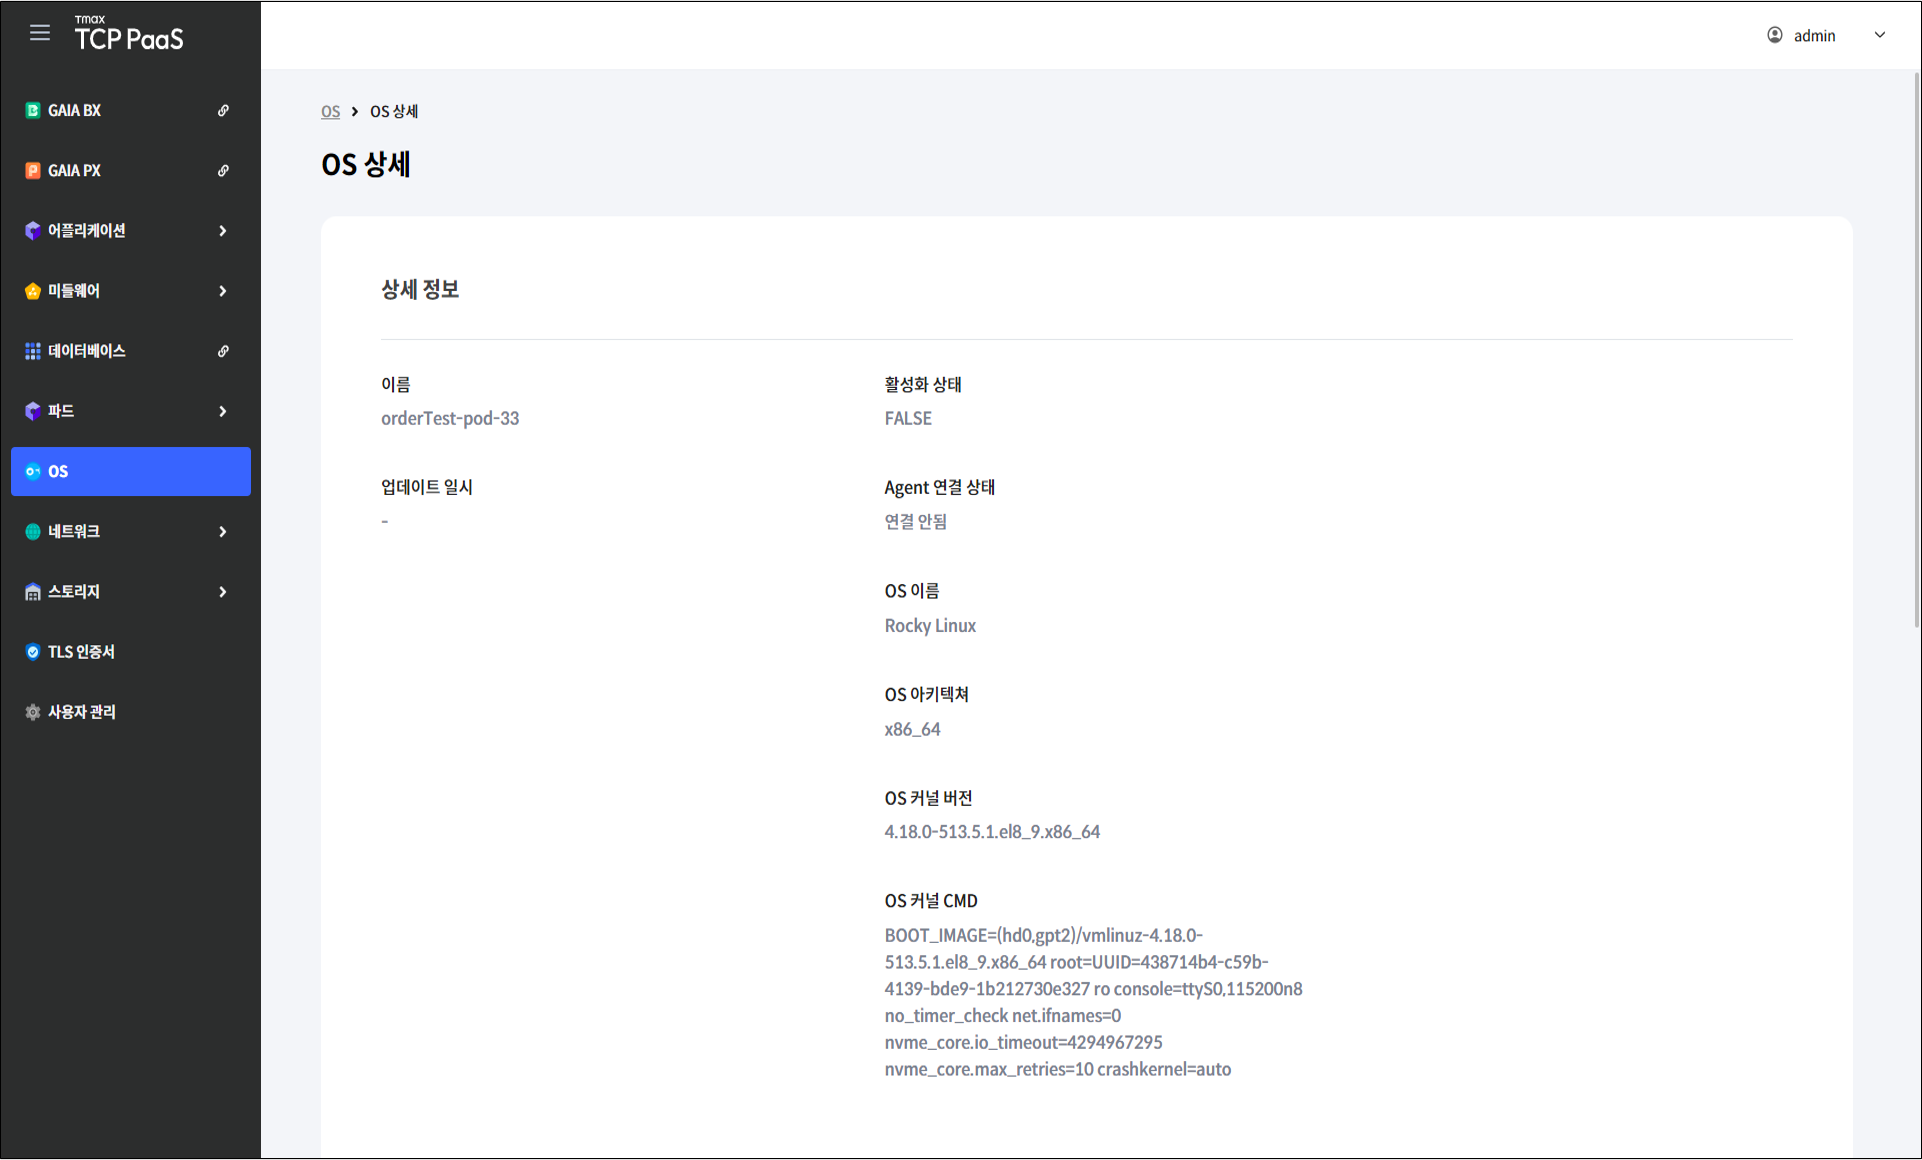 Tmax
TCP PaaS
admin
GAIA BX
GAIA PX
어플리케이션
미들웨어
데이터베이스
파드
OS
네트워크
스토리지
TLS 인증서
사용자 관리
OS > OS 상세
OS 상세
상세 정보
이름
orderTest-pod-33
업데이트 일시
-
활성화 상태
FALSE
Agent 연결 상태
연결 안됨
OS 이름
Rocky Linux
OS 아키텍쳐
x86_64
OS 커널 버전
4.18.0-513.5.1.el8_9.x86_64
OS 커널 CMD
BOOT_IMAGE=(hd0,gpt2)/vmlinuz-4.18.0-
513.5.1.el8_9.x86_64 root=UUID=438714b4-c59b-
4139-bde9-1b212730e327 ro console=ttyS0,115200n8
no_timer_check net.ifnames=0
nvme_core.io_timeout=4294967295
nvme_core.max_retries=10 crashkernel=auto